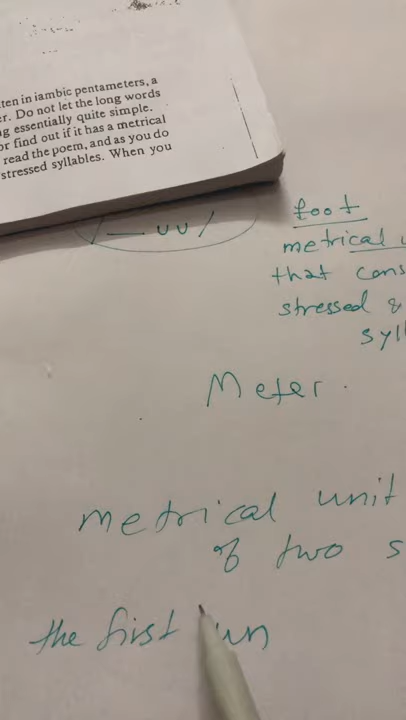 ten in iambic pentameters, a
er. Do not let the long words
g essentially quite simple.
or find out if it has a metrical
read the poem, and as you do
stressed syllables. When you
/ — ∪ ∪ /
foot
metrical u
that cons
stressed &
syll
Meter.
metrical unit
of two s
the first un